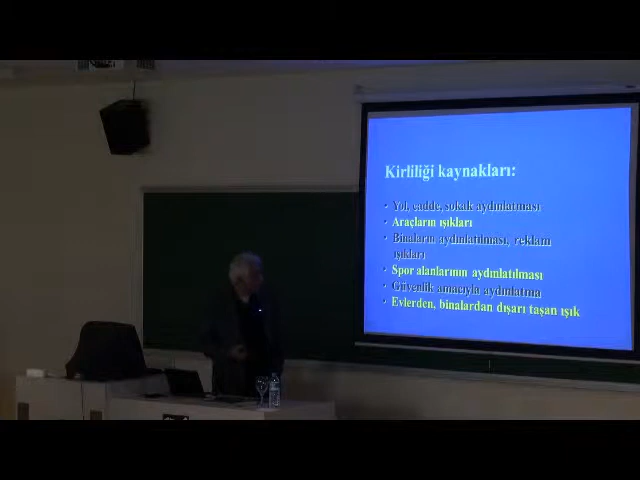 Kirliliği kaynakları:
• Yol, cadde, sokak aydınlatması
• Araçların ışıkları
• Binaların aydınlatılması, reklam
ışıkları
• Spor alanlarının aydınlatılması
• Güvenlik amacıyla aydınlatma
• Evlerden, binalardan dışarı taşan ışık